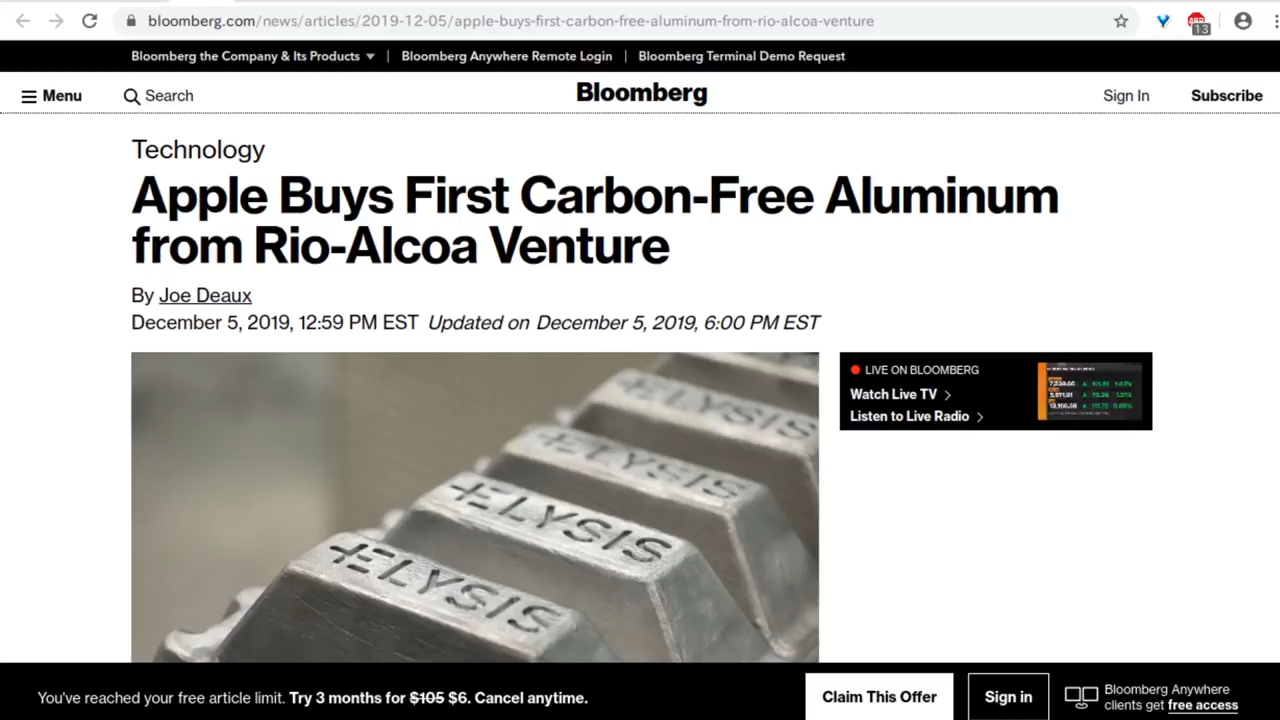 bloomberg.com/news/articles/2019-12-05/apple-buys-first-carbon-free-aluminum-from-rio-alcoa-venture
13
Bloomberg the Company & Its Products
Bloomberg Anywhere Remote Login
Bloomberg Terminal Demo Request
Menu
Search
Bloomberg
Sign In
Subscribe
Technology
Apple Buys First Carbon-Free Aluminum
from Rio-Alcoa Venture
By Joe Deaux
December 5, 2019, 12:59 PM EST Updated on December 5, 2019, 6:00 PM EST
LIVE ON BLOOMBERG
Watch Live TV
Listen to Live Radio
ELYSIS
ELYSIS
ELYSIS
ELYSIS
You've reached your free article limit. Try 3 months for $105 $6. Cancel anytime.
Claim This Offer
Sign in
Bloomberg Anywhere
clients get free access